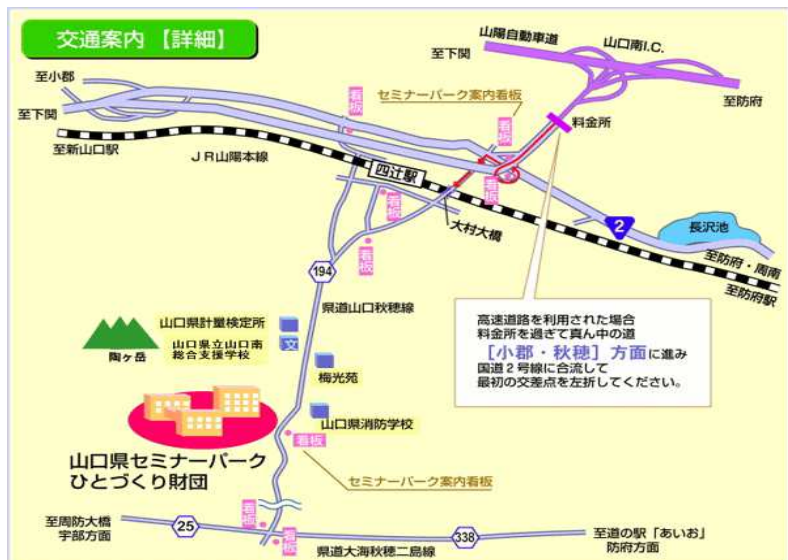 交通案内 【詳細】
山陽自動車道
山口南I.C.
至下関
至防府
至小郡
至下関
看板
セミナーパーク案内看板
看板
料金所
至新山口駅
JR山陽本線
四辻駅
看板
看板
大村大橋
2
長沢池
看板
至防府・周南
至防府駅
194
県道山口秋穂線
高速道路を利用された場合
料金所を過ぎて真ん中の道
[小郡・秋穂] 方面に進み
国道2号線に合流して
最初の交差点を左折してください。
山口県計量検定所
山口県立山口南
総合支援学校
文
陶ヶ岳
梅光苑
山口県消防学校
看板
山口県セミナーパーク
ひとづくり財団
セミナーパーク案内看板
看板
至周防大橋
宇部方面
25
看板
県道大海秋穂二島線
338
至道の駅「あいお」
防府方面